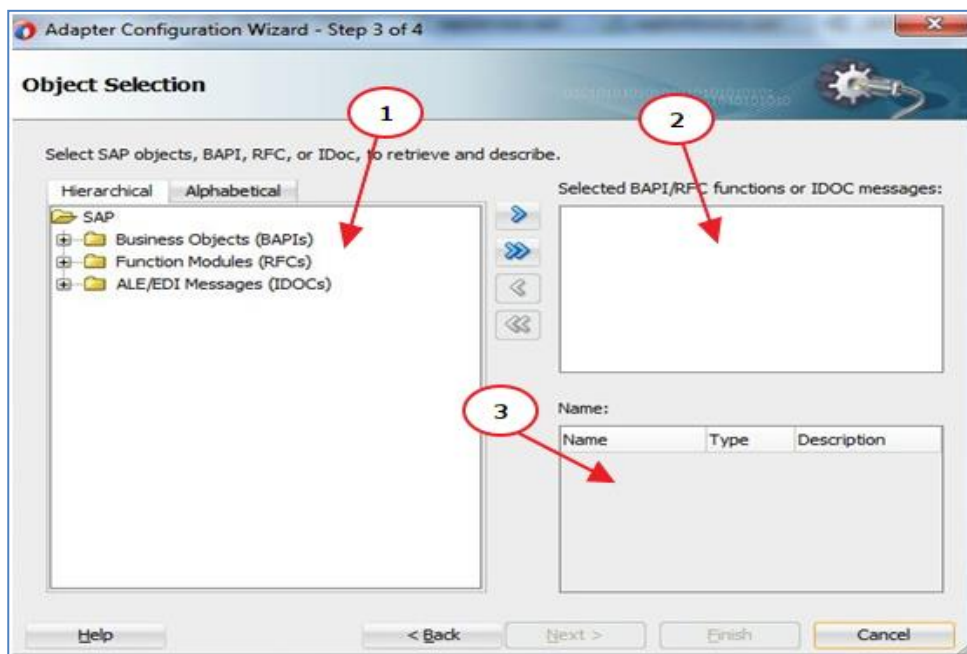 Adapter Configuration Wizard - Step 3 of 4
Object Selection
1
2
Select SAP objects, BAPI, RFC, or IDoc, to retrieve and describe.
Hierarchical Alphabetical
Selected BAPI/RFC functions or IDOC messages:
SAP
Business Objects (BAPIs)
Function Modules (RFCs)
ALE/EDI Messages (IDOCs)
3
Name:
Name Type Description
Help < Back Next > Finish Cancel